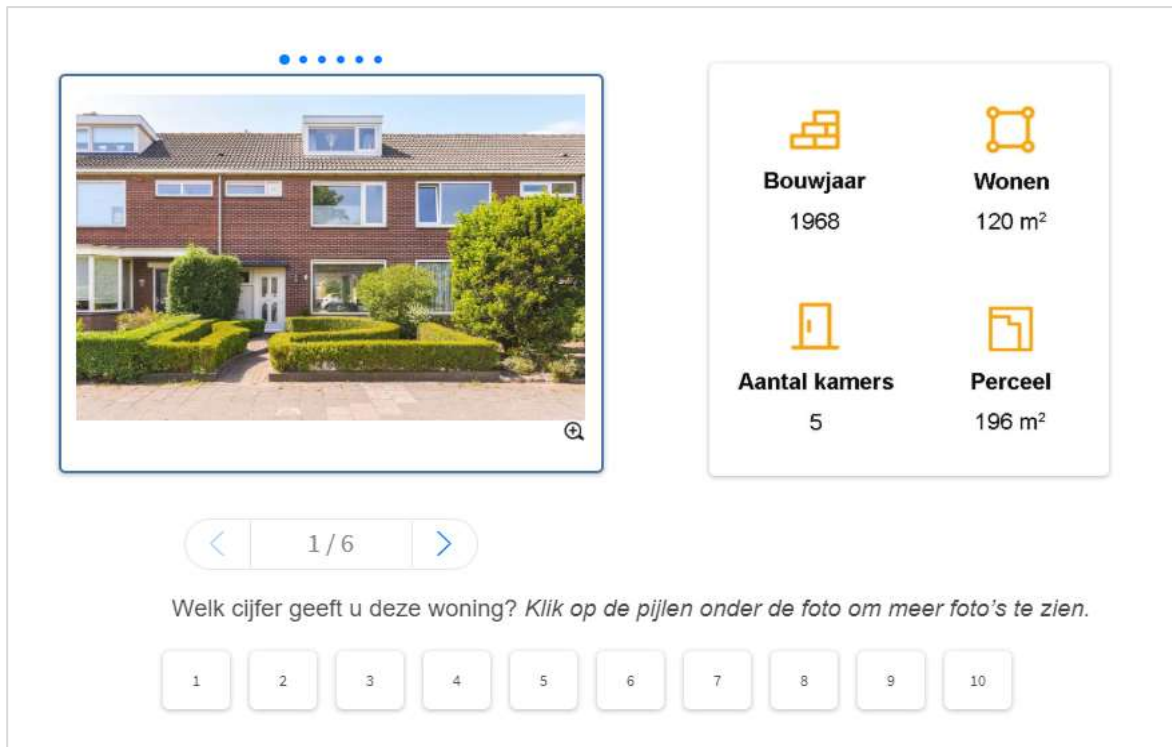 Bouwjaar
1968
Wonen
120 m²
Aantal kamers
5
Perceel
196 m²
1 / 6
Welk cijfer geeft u deze woning? Klik op de pijlen onder de foto om meer foto's te zien.
1 2 3 4 5 6 7 8 9 10